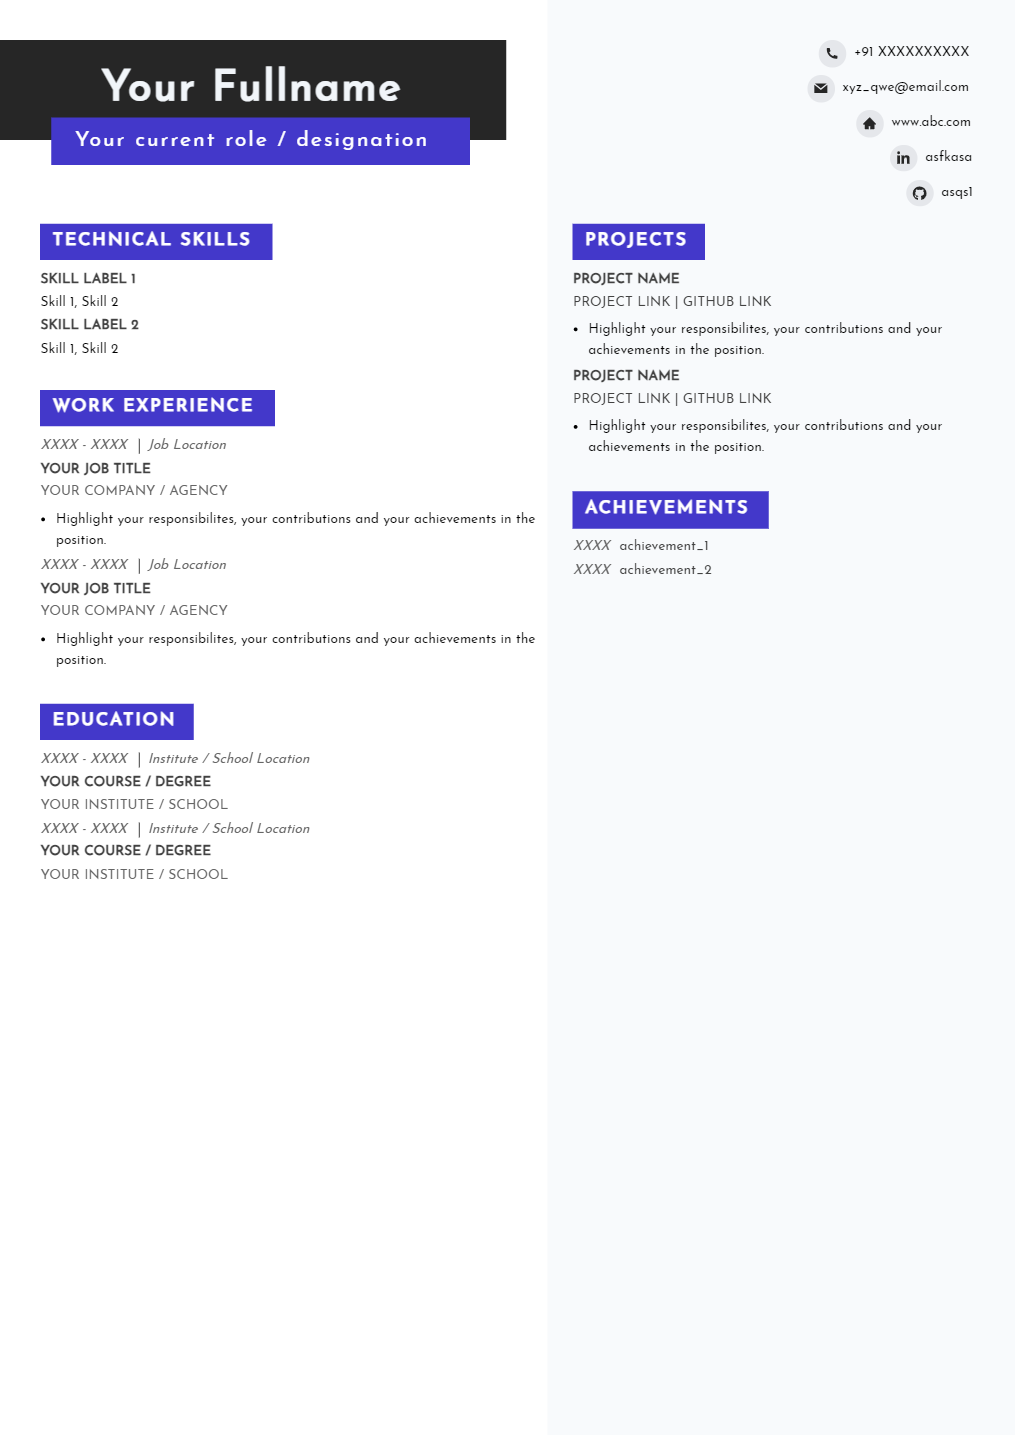 Your Fullname
Your current role / designation
+91 XXXXXXXXXX
xyz_qwe@email.com
www.abc.com
asfkasa
asqs1
TECHNICAL SKILLS
SKILL LABEL 1
Skill 1, Skill 2
SKILL LABEL 2
Skill 1, Skill 2
WORK EXPERIENCE
XXXX - XXXX | Job Location
YOUR JOB TITLE
YOUR COMPANY / AGENCY
• Highlight your responsibilites, your contributions and your achievements in the
position.
XXXX - XXXX | Job Location
YOUR JOB TITLE
YOUR COMPANY / AGENCY
• Highlight your responsibilites, your contributions and your achievements in the
position.
EDUCATION
XXXX - XXXX | Institute / School Location
YOUR COURSE / DEGREE
YOUR INSTITUTE / SCHOOL
XXXX - XXXX | Institute / School Location
YOUR COURSE / DEGREE
YOUR INSTITUTE / SCHOOL
PROJECTS
PROJECT NAME
PROJECT LINK | GITHUB LINK
• Highlight your responsibilites, your contributions and your
achievements in the position.
PROJECT NAME
PROJECT LINK | GITHUB LINK
• Highlight your responsibilites, your contributions and your
achievements in the position.
ACHIEVEMENTS
XXXX achievement_1
XXXX achievement_2